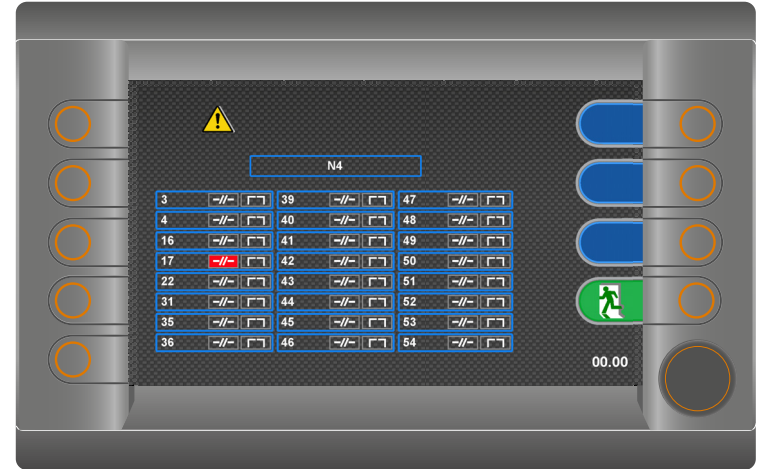 N4
3 -//- 39 -//- 47 -//-
4 -//- 40 -//- 48 -//-
16 -//- 41 -//- 49 -//-
17 -//- 42 -//- 50 -//-
22 -//- 43 -//- 51 -//-
31 -//- 44 -//- 52 -//-
35 -//- 45 -//- 53 -//-
36 -//- 46 -//- 54 -//-
00.00